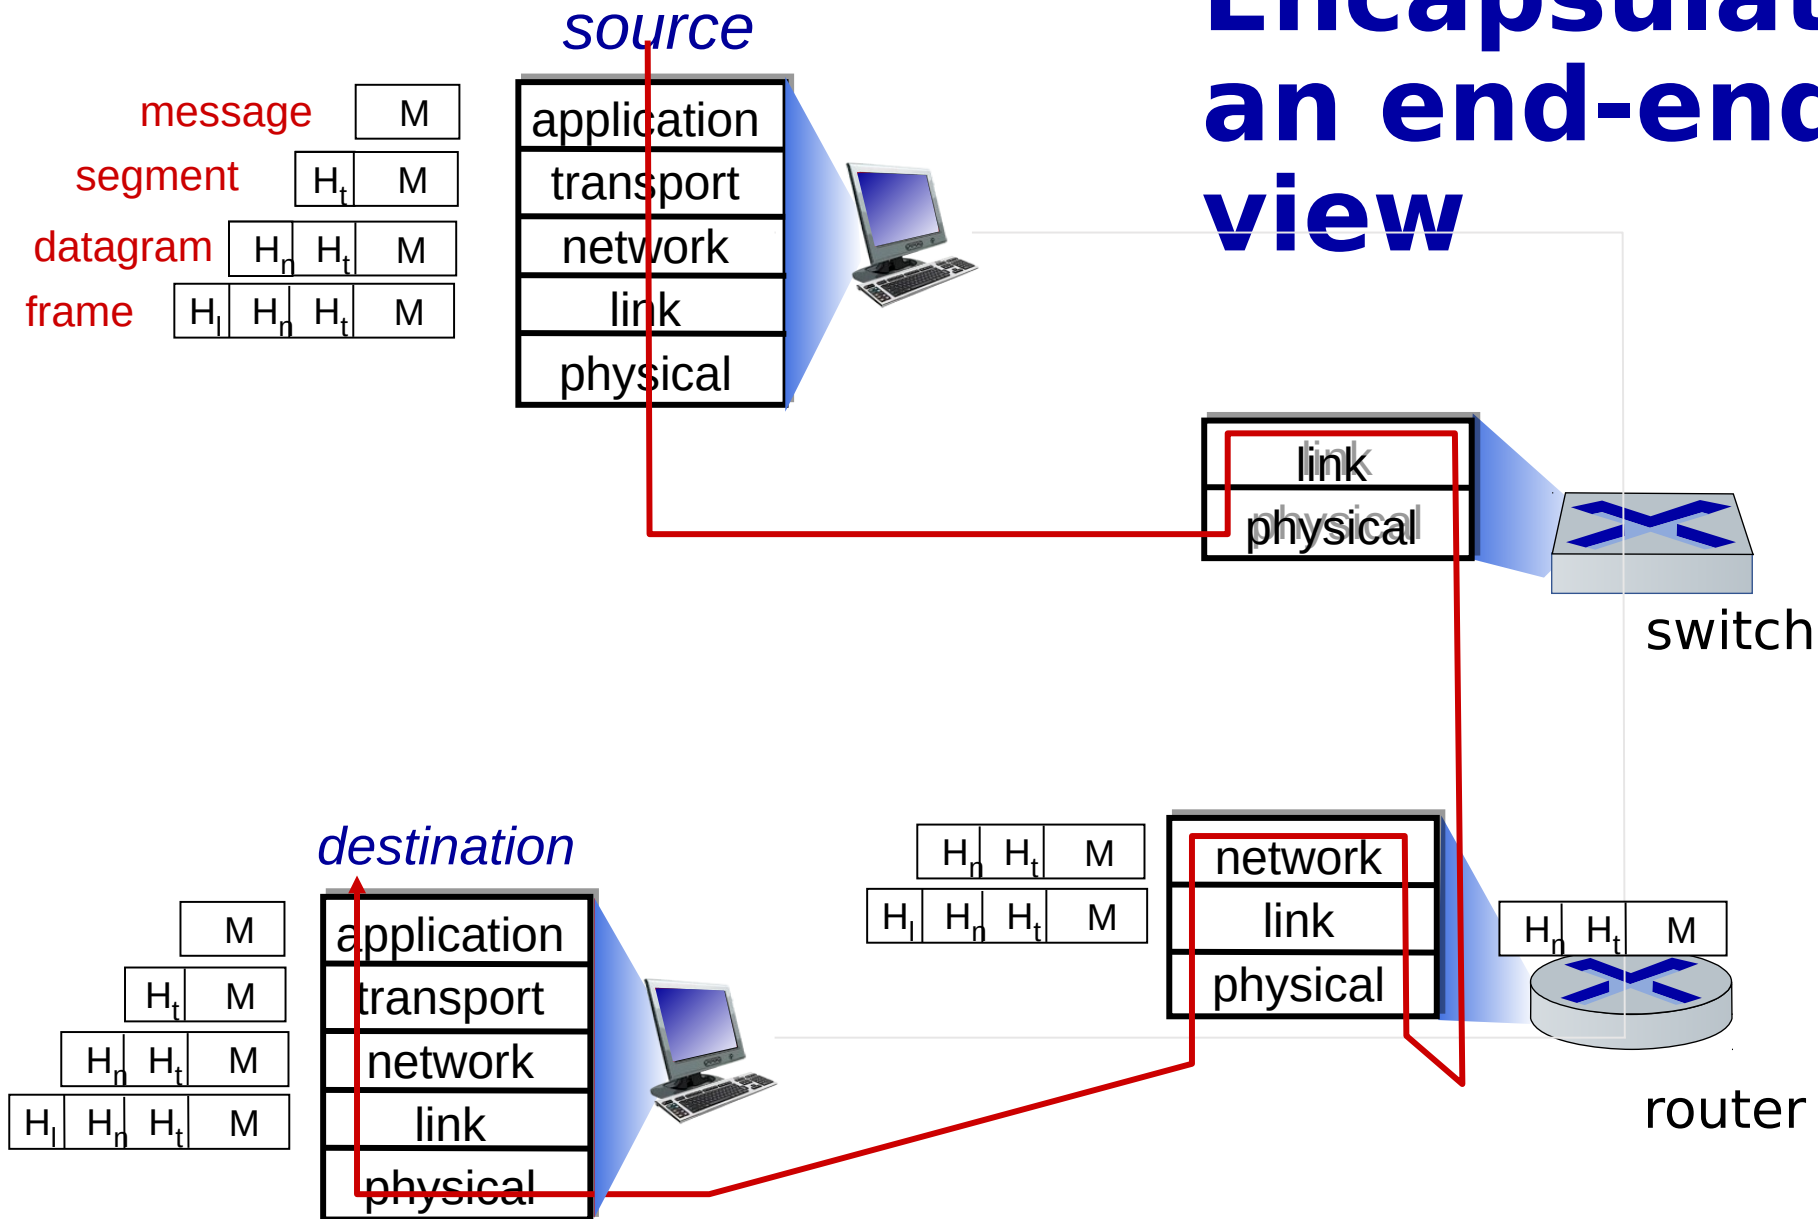 source
Encapsulat
an end-end
view
message M
segment Ht M
datagram Hn Ht M
frame Hl Hn Ht M
application
transport
network
link
physical
link
physical
switch
destination
M
Ht M
Hn Ht M
Hl Hn Ht M
application
transport
network
link
physical
Hn Ht M
Hl Hn Ht M
network
link
physical
Hn Ht M
router